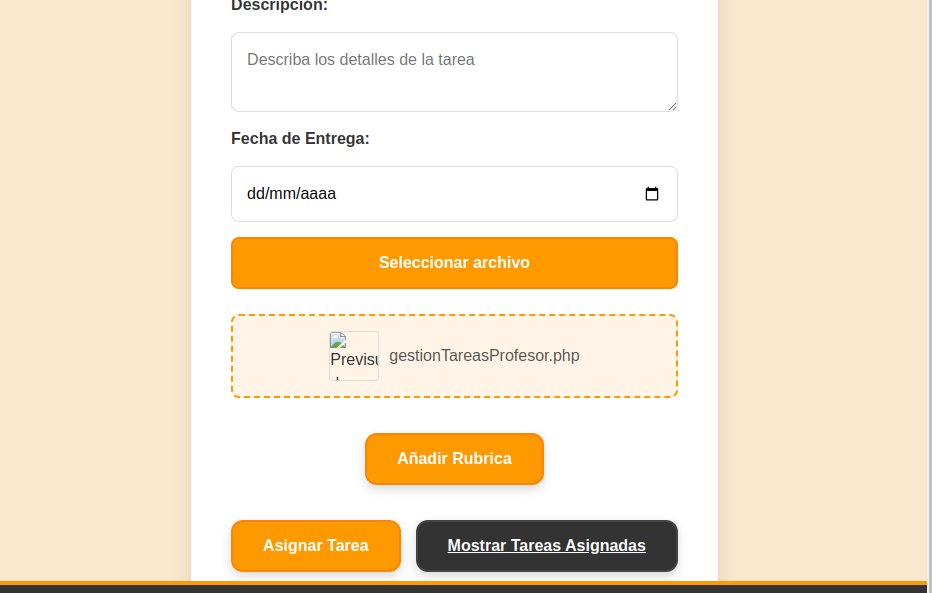 Descripción:
Describa los detalles de la tarea
Fecha de Entrega:
dd/mm/aaaa
Seleccionar archivo
Previsu
gestionTareasProfesor.php
Añadir Rubrica
Asignar Tarea
Mostrar Tareas Asignadas